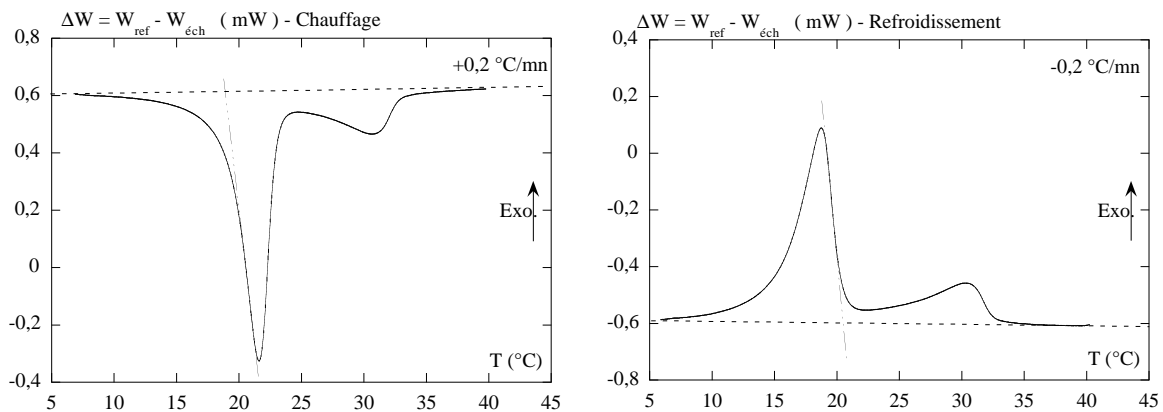 ΔW = W_ref - W_éch ( mW ) - Chauffage
0,8
0,6
0,4
0,2
0
-0,2
-0,4
+0,2 °C/mn
Exo.
T (°C)
5 10 15 20 25 30 35 40 45
ΔW = W_ref - W_éch ( mW ) - Refroidissement
0,4
0,2
0
-0,2
-0,4
-0,6
-0,8
-0,2 °C/mn
Exo.
T (°C)
5 10 15 20 25 30 35 40 45